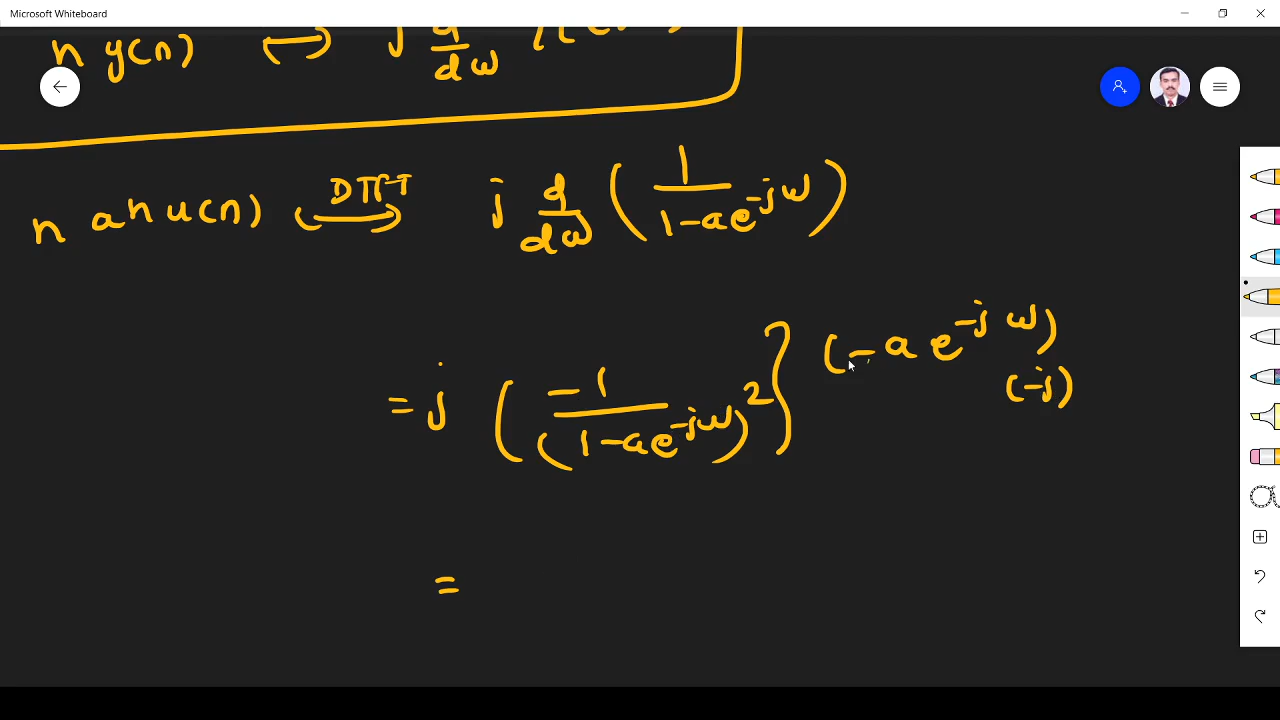 Microsoft Whiteboard
n y(n) ↔ j d/dω
n aⁿ u(n) ↔ DTFT j d/dω (1/(1-ae^{-jω}))
= j (-1/(1-ae^{-jω})²} (-a e^{-jω}) (-j)
=